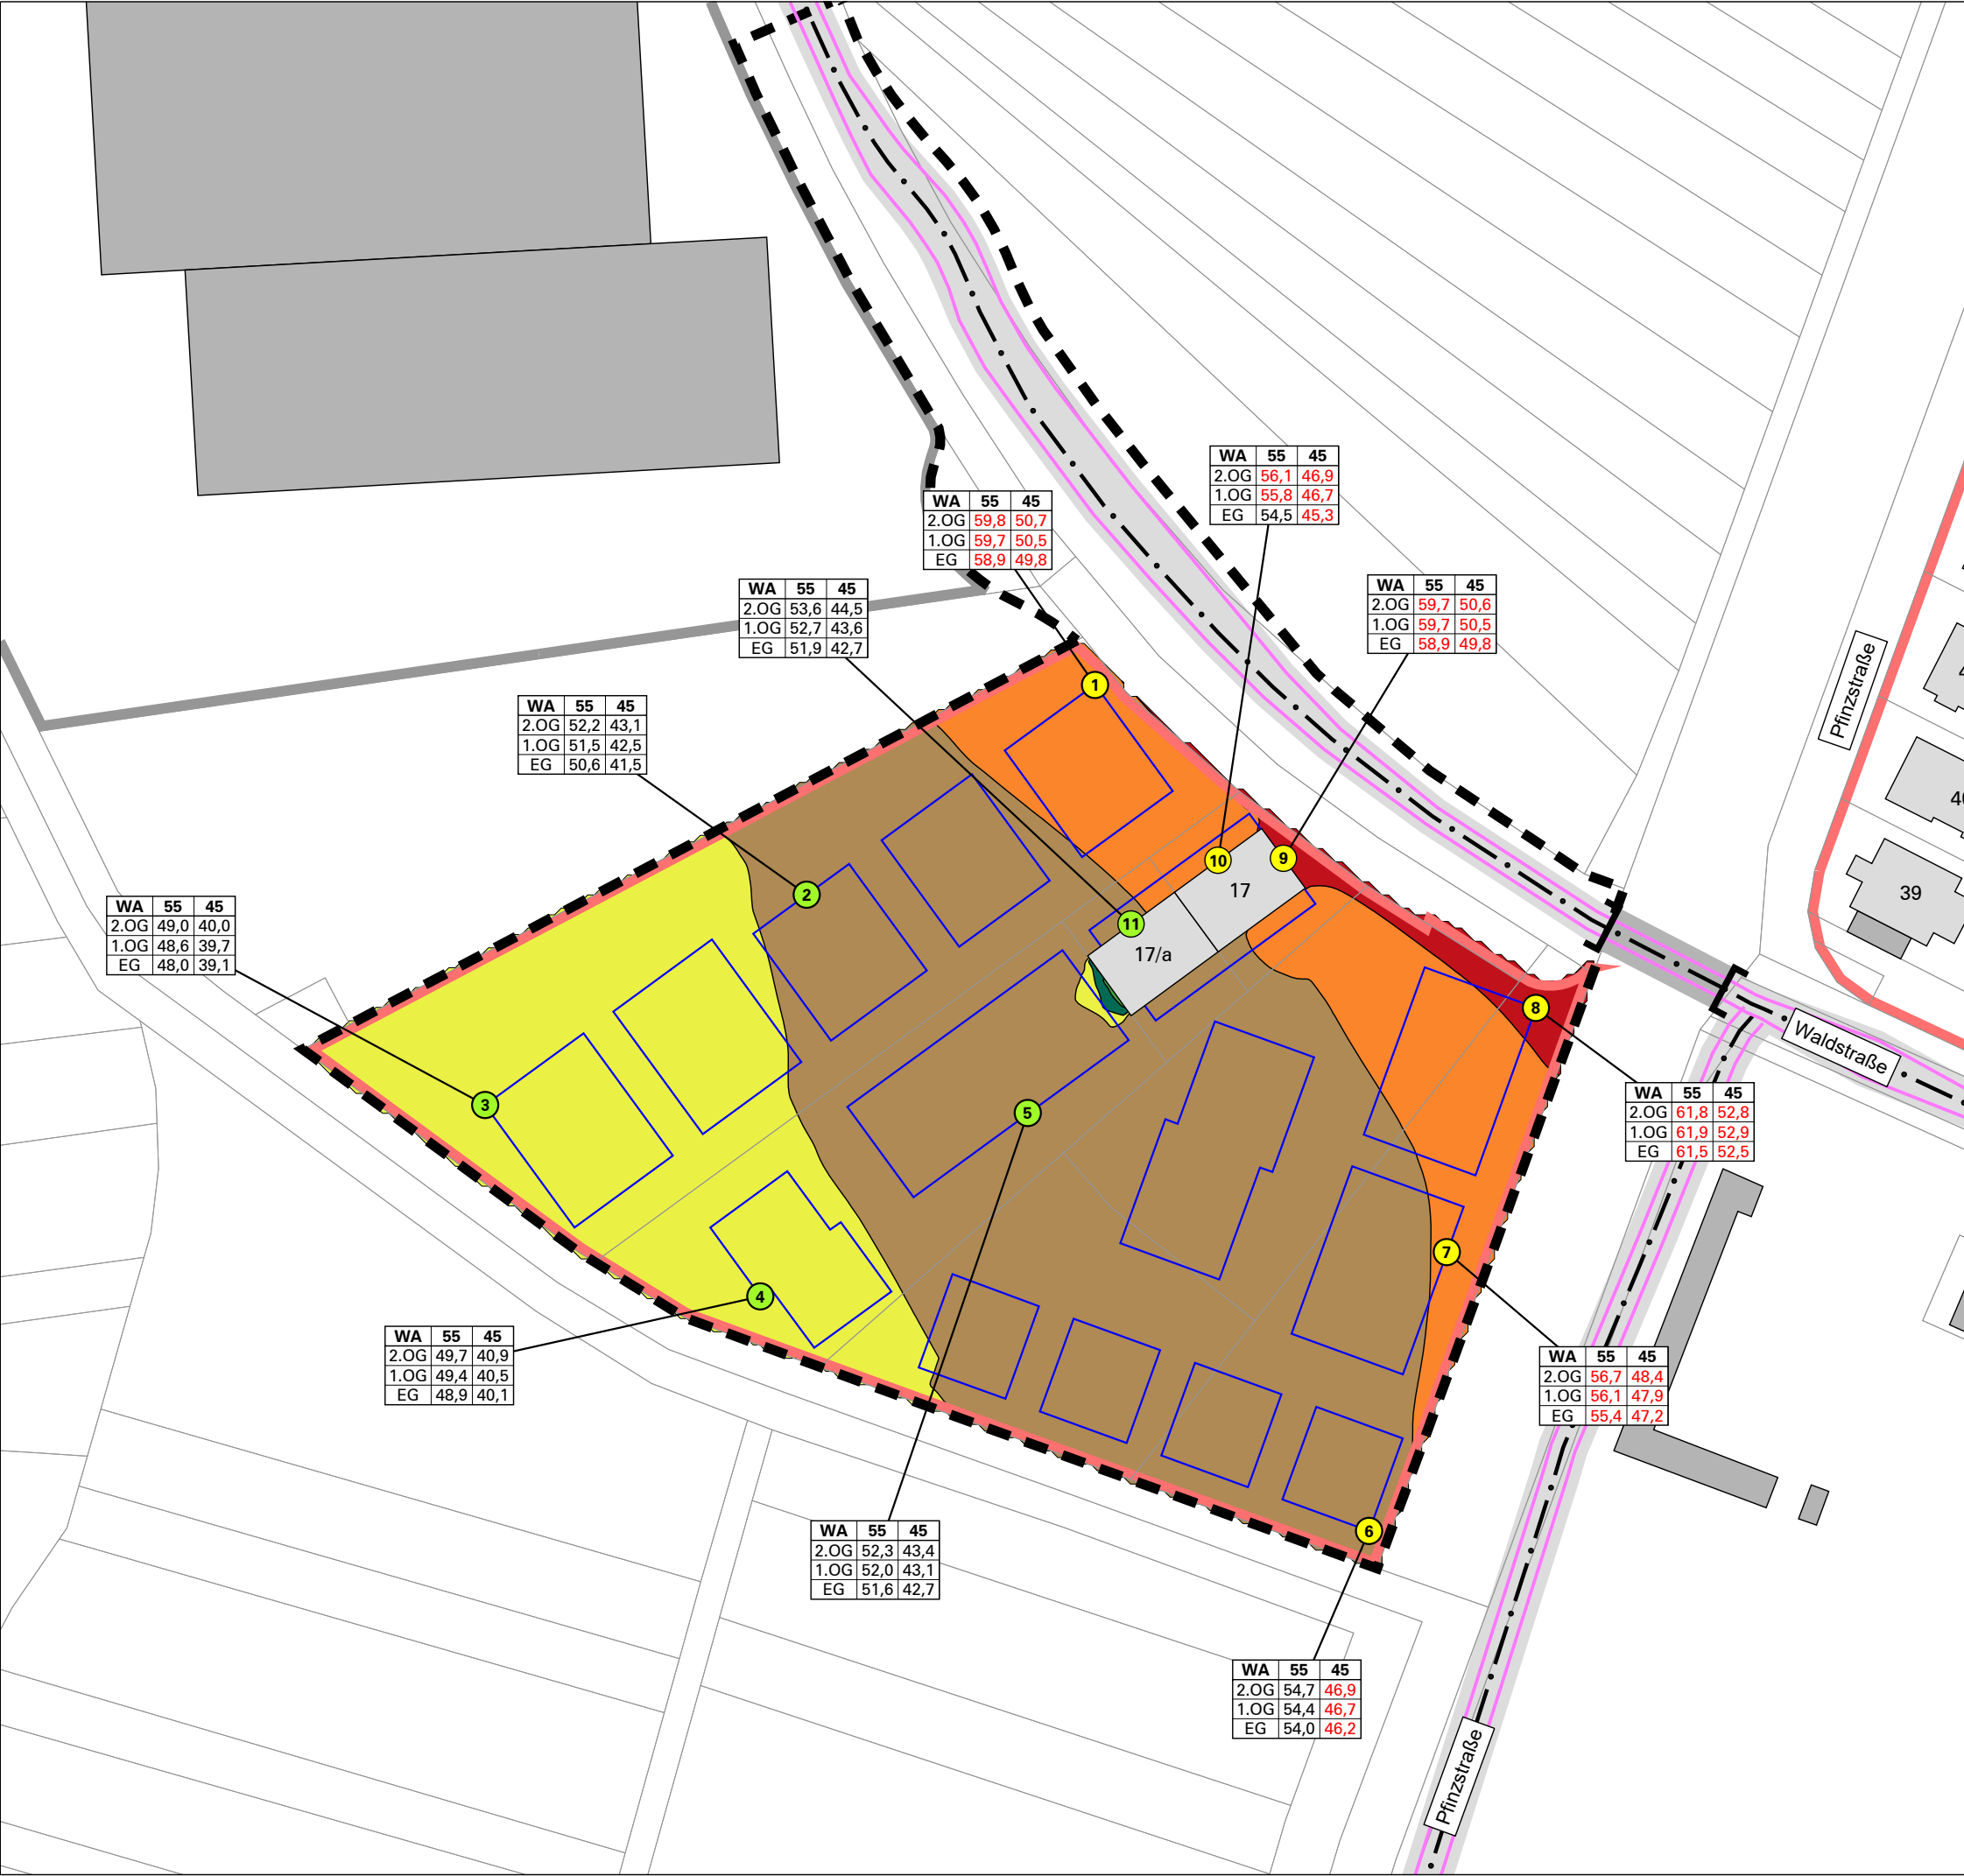 WA 55 45
2.OG 56,1 46,9
1.OG 55,8 46,7
EG 54,5 45,3
WA 55 45
2.OG 59,8 50,7
1.OG 59,7 50,5
EG 58,9 49,8
WA 55 45
2.OG 59,7 50,6
1.OG 59,7 50,5
EG 58,9 49,8
WA 55 45
2.OG 53,6 44,5
1.OG 52,7 43,6
EG 51,9 42,7
Pfinzstraße
1
WA 55 45
2.OG 52,2 43,1
1.OG 51,5 42,5
EG 50,6 41,5
10
9
17
39
2
11
17/a
WA 55 45
2.OG 49,0 40,0
1.OG 48,6 39,7
EG 48,0 39,1
8
Waldstraße
3
5
WA 55 45
2.OG 61,8 52,8
1.OG 61,9 52,9
EG 61,5 52,5
7
4
WA 55 45
2.OG 49,7 40,9
1.OG 49,4 40,5
EG 48,9 40,1
WA 55 45
2.OG 56,7 48,4
1.OG 56,1 47,9
EG 55,4 47,2
6
WA 55 45
2.OG 52,3 43,4
1.OG 52,0 43,1
EG 51,6 42,7
WA 55 45
2.OG 54,7 46,9
1.OG 54,4 46,7
EG 54,0 46,2
Pfinzstraße